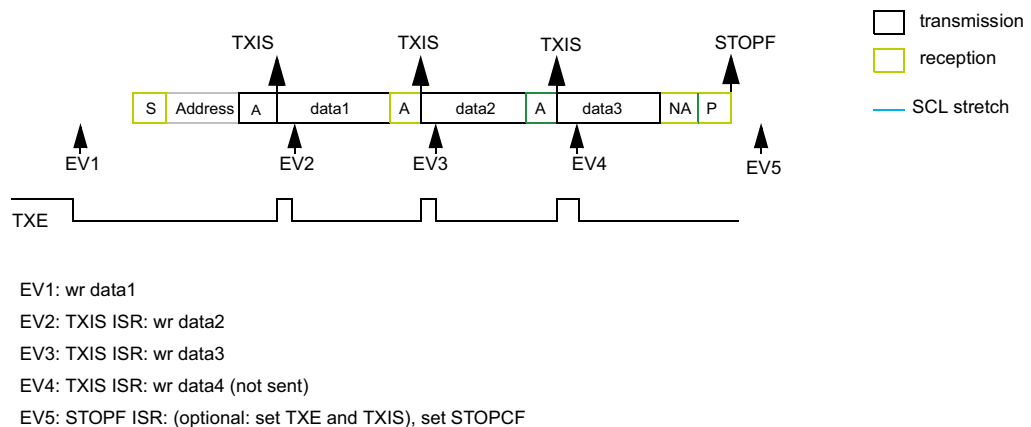 transmission
TXIS TXIS TXIS STOPF
reception
S Address A data1 A data2 A data3 NA P
SCL stretch
EV1 EV2 EV3 EV4 EV5
TXE
EV1: wr data1
EV2: TXIS ISR: wr data2
EV3: TXIS ISR: wr data3
EV4: TXIS ISR: wr data4 (not sent)
EV5: STOPF ISR: (optional: set TXE and TXIS), set STOPCF